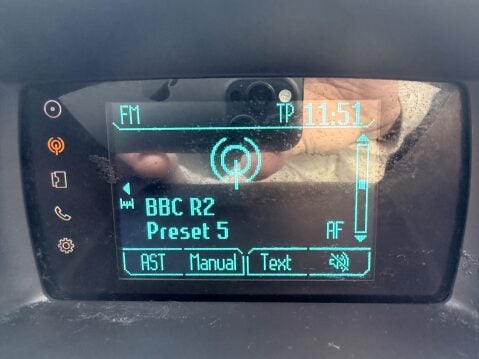 FM TP 11:51
BBC R2
Preset 5 AF
AST Manual Text